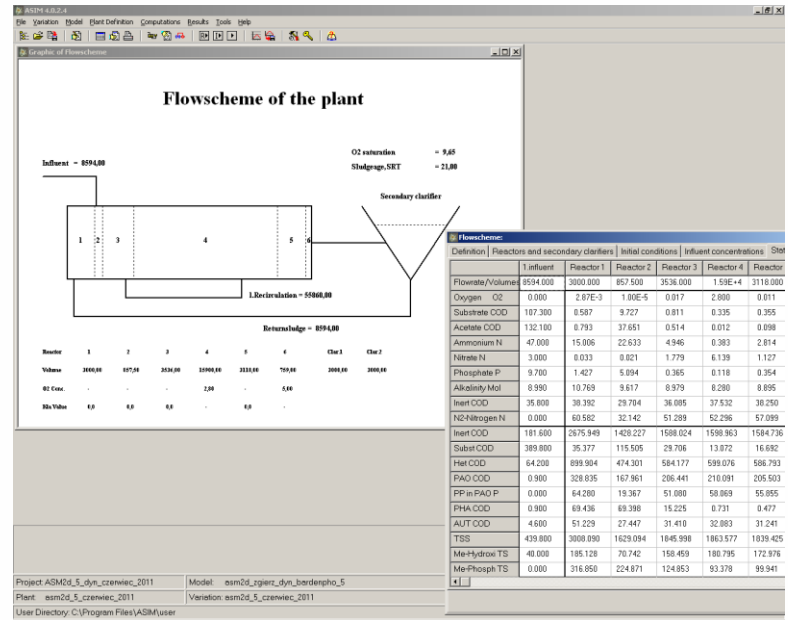 ASIM 4.0.2.4
File Variation Model Plant Definition Computations Results Tools Help
Graphic of Flowscheme
Flowscheme of the plant
O2 saturation = 9,65
Influent = 8594,00
Sludgeage, SRT = 21,00
Secondary clarifier
1 2 3 4 5 6
1.Recirculation = 55860,00
Returnsludge = 8594,00
Reactor 1 2 3 4 5 6 Clar 1 Clar 2
Volume 3000,00 857,50 3536,00 15900,00 3118,00 759,00 3000,00 3000,00
O2 Conc. - - - 2,80 - 5,00
Kla Value 0,0 0,0 0,0 - 0,0 -
Flowscheme:
Definition Reactors and secondary clarifiers Initial conditions Influent concentrations Stat
1.influent Reactor 1 Reactor 2 Reactor 3 Reactor 4 Reactor
Flowrate/Volumes 8594.000 3000.000 857.500 3536.000 1.59E+4 3118.000
Oxygen O2 0.000 2.87E-3 1.00E-5 0.017 2.800 0.011
Substrate COD 107.300 0.587 9.727 0.811 0.335 0.355
Acetate COD 132.100 0.793 37.651 0.514 0.012 0.098
Ammonium N 47.000 15.006 22.633 4.946 0.383 2.814
Nitrate N 3.000 0.033 0.021 1.779 6.139 1.127
Phosphate P 9.700 1.427 5.094 0.365 0.118 0.354
Alkalinity Mol 8.990 10.769 9.617 8.979 8.280 8.895
Inert COD 35.800 38.392 29.704 36.085 37.532 38.250
N2-Nitrogen N 0.000 60.582 32.142 51.289 52.296 57.099
Inert COD 181.600 2675.949 1428.227 1588.024 1598.963 1584.736
Subst COD 389.800 35.377 115.505 29.706 13.872 16.692
Het COD 64.200 899.904 474.301 584.177 599.076 586.793
PAO COD 0.900 328.835 167.961 206.441 210.091 205.503
PP in PAO P 0.000 64.280 19.367 51.080 58.069 55.855
PHA COD 0.900 69.436 69.398 15.225 0.731 0.477
AUT COD 4.600 51.229 27.447 31.410 32.083 31.241
TSS 439.800 3008.090 1629.094 1845.998 1863.577 1839.425
Me-Hydroxi TS 40.000 185.128 70.742 158.459 180.795 172.976
Me-Phosph TS 0.000 316.850 224.871 124.853 93.378 99.941
Project: ASM2d_5_dyn_czerwiec_2011 Model: asm2d_zgierz_dyn_bardenpho_5
Plant: asm2d_5_czerwiec_2011 Variation: asm2d_5_czerwiec_2011
User Directory: C:\Program Files\ASIM\user